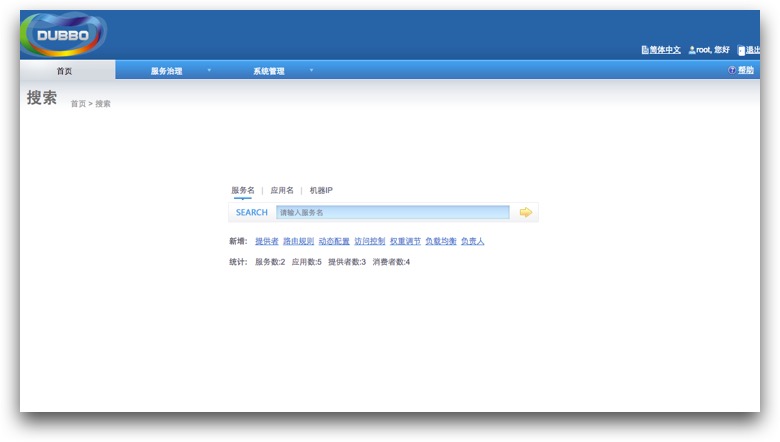 DUBBO
简体中文 root, 您好 退出
首页 服务治理 系统管理 帮助
搜索 首页 > 搜索
服务名 | 应用名 | 机器IP
SEARCH 请输入服务名
新增: 提供者 路由规则 动态配置 访问控制 权重调节 负载均衡 负责人
统计: 服务数:2 应用数:5 提供者数:3 消费者数:4